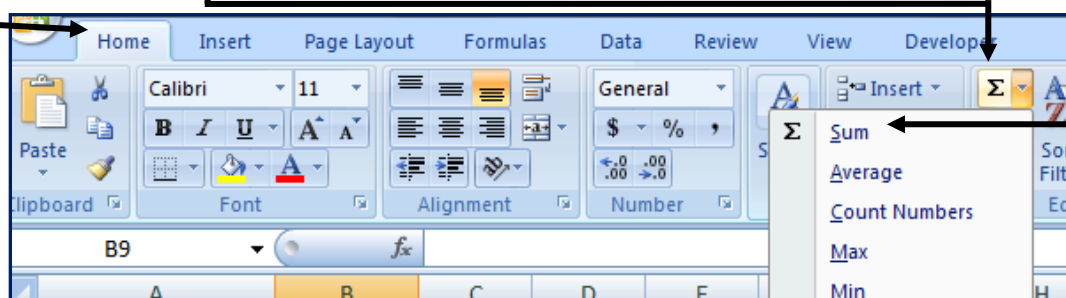 Home Insert Page Layout Formulas Data Review View Developer
Calibri 11 General Insert Σ
B I U A A $ % , Σ Sum
Paste A .00 Average
Font Alignment Number Count Numbers
B9 fx Max
A B C D Min H